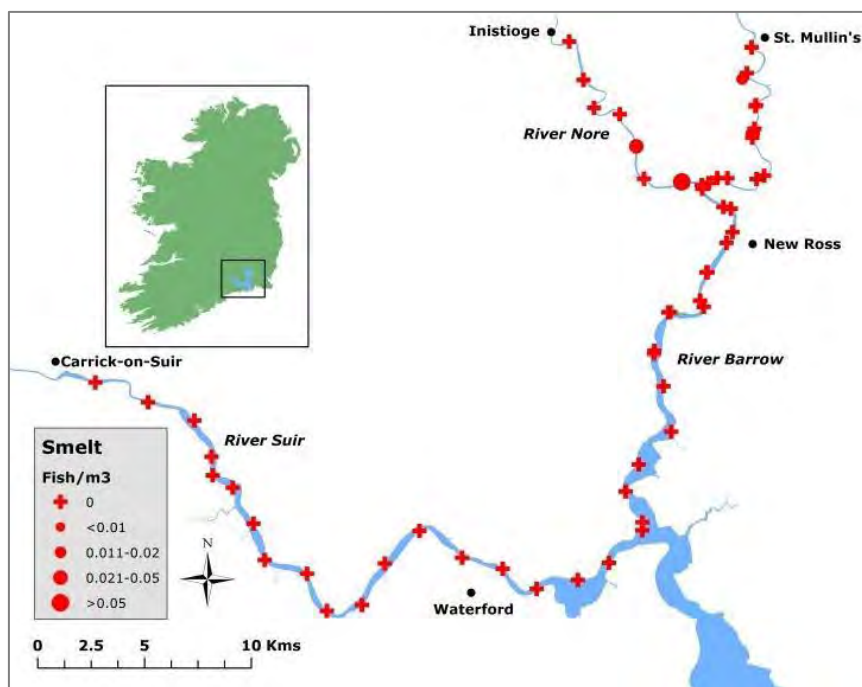 Inistioge
St. Mullin's
River Nore
New Ross
Carrick-on-Suir
River Barrow
River Suir
Smelt
Fish/m3
0
<0.01
0.011-0.02
0.021-0.05
>0.05
N
Waterford
0 2.5 5 10 Kms